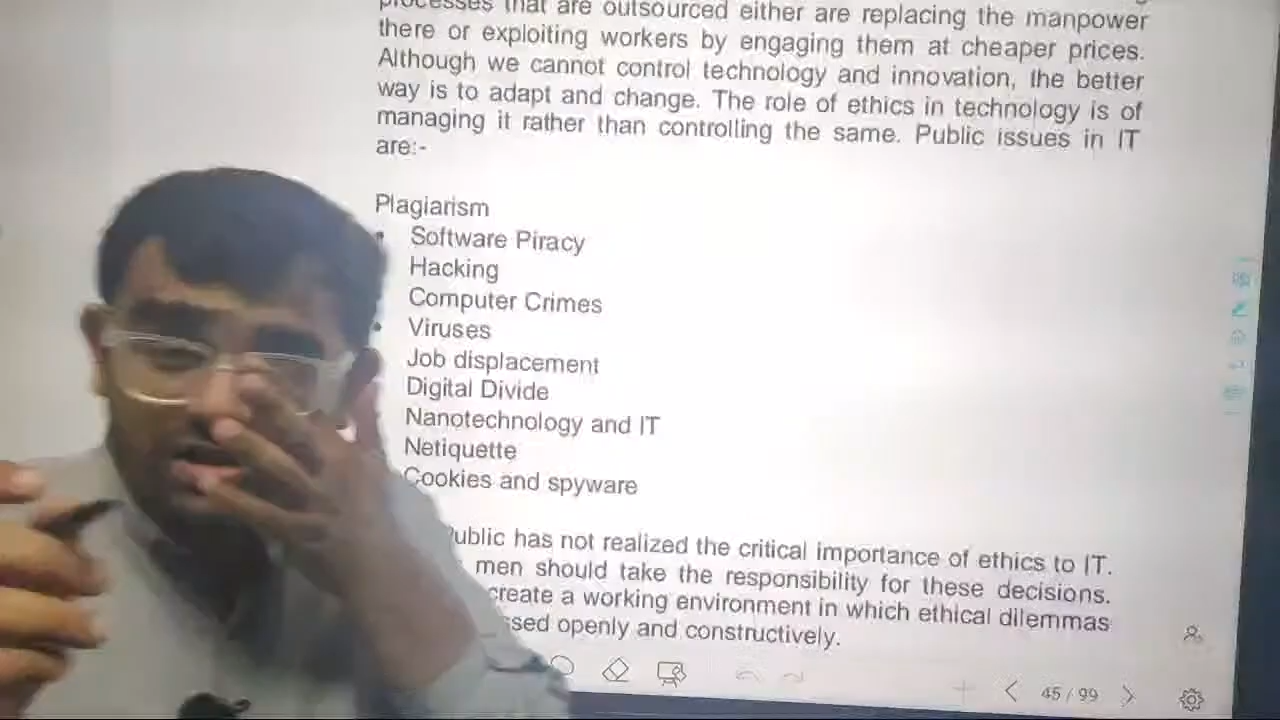 processes that are outsourced either are replacing the manpower
there or exploiting workers by engaging them at cheaper prices.
Although we cannot control technology and innovation, the better
way is to adapt and change. The role of ethics in technology is of
managing it rather than controlling the same. Public issues in IT
are:-
Plagiarism
• Software Piracy
Hacking
Computer Crimes
• Viruses
Job displacement
Digital Divide
Nanotechnology and IT
Netiquette
Cookies and spyware
ublic has not realized the critical importance of ethics to IT.
men should take the responsibility for these decisions.
create a working environment in which ethical dilemmas
ssed openly and constructively.
45 / 99